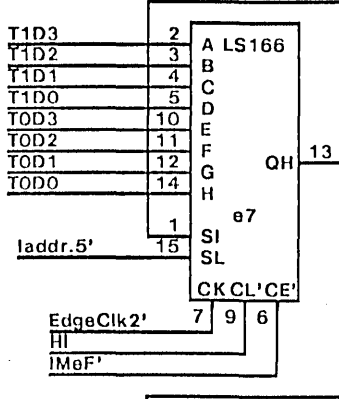 T1D3 2 A LS166
T1D2 3 B
T1D1 4 C
T1D0 5 D
T0D3 10 E
T0D2 11 F
T0D1 12 G QH 13
T0D0 14 H
e7
1 SI
Iaddr.5' 15 SL
CK CL' CE'
EdgeClk2' 7 9 6
HI
IMeF'